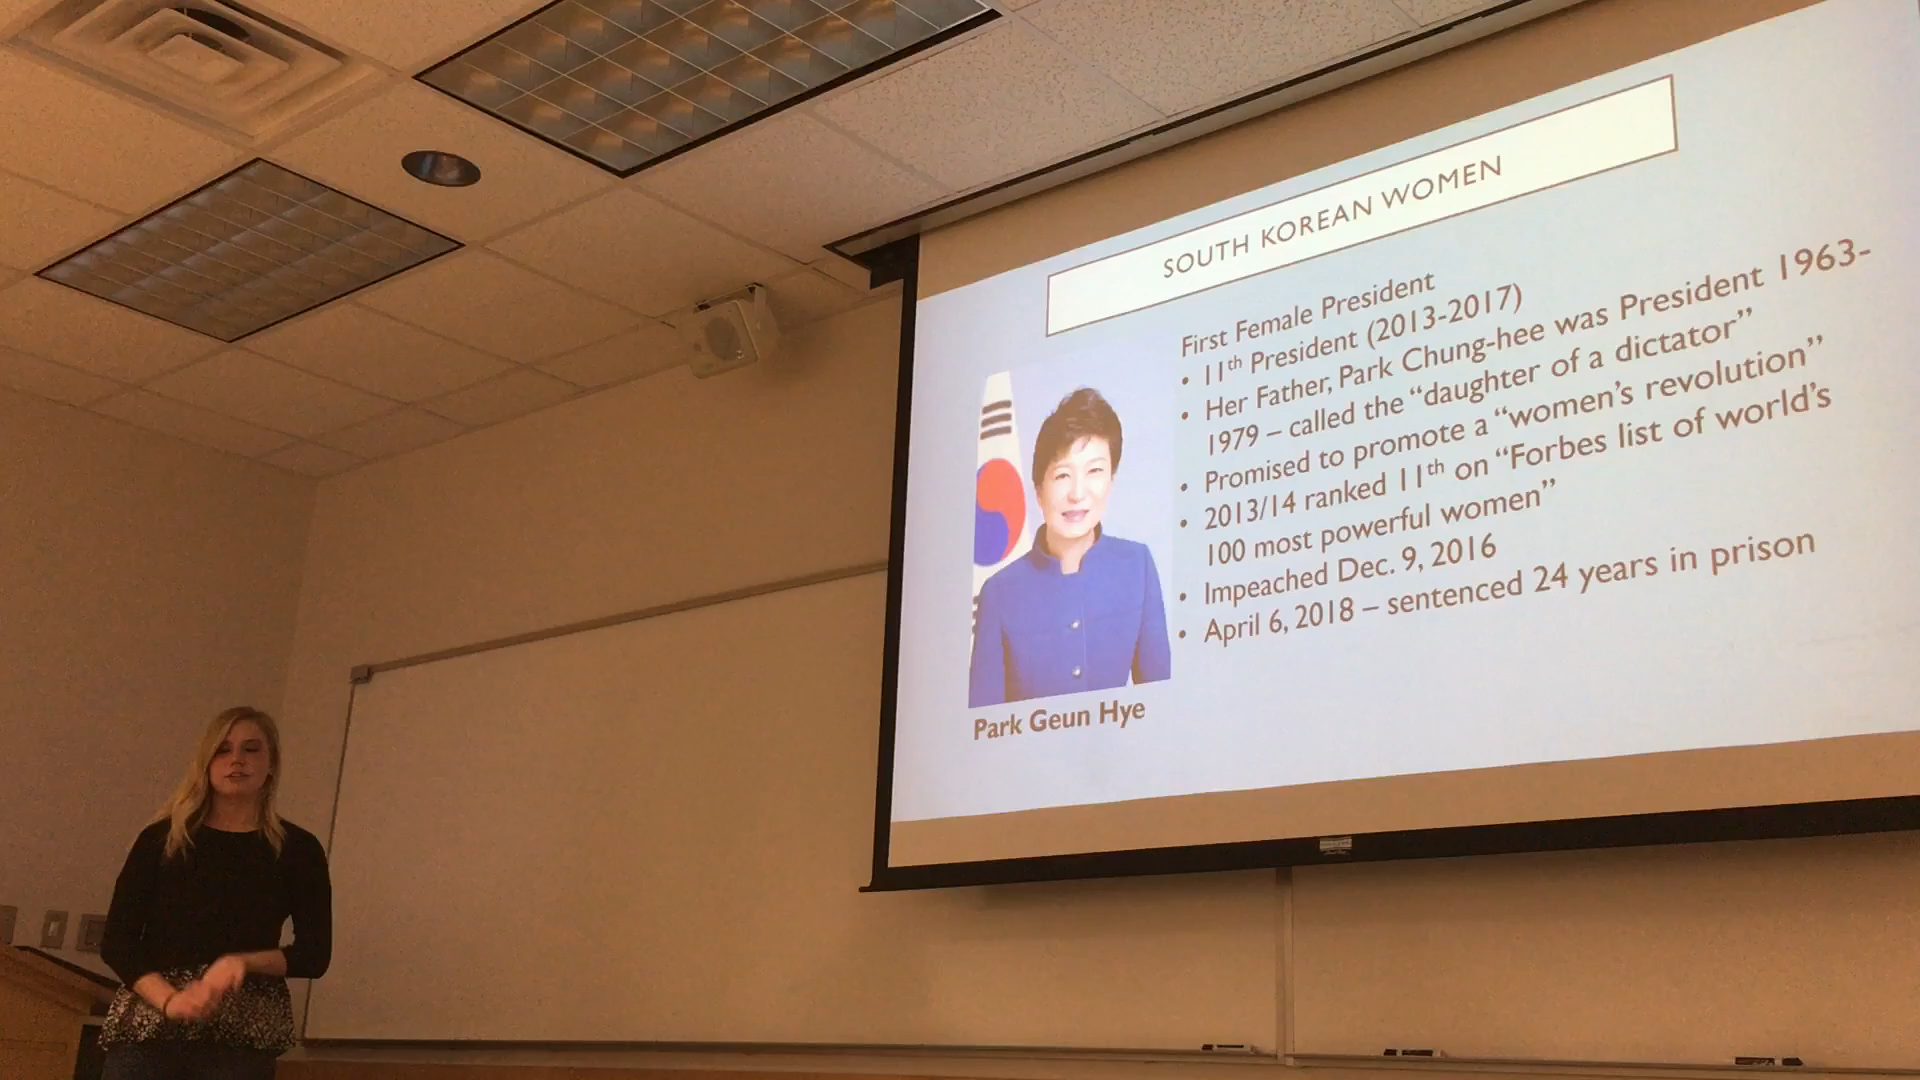 SOUTH KOREAN WOMEN
First Female President
• 11th President (2013-2017)
• Her Father, Park Chung-hee was President 1963-
1979 – called the “daughter of a dictator”
• Promised to promote a “women’s revolution”
• 2013/14 ranked 11th on “Forbes list of world’s
100 most powerful women”
• Impeached Dec. 9, 2016
• April 6, 2018 – sentenced 24 years in prison
Park Geun Hye